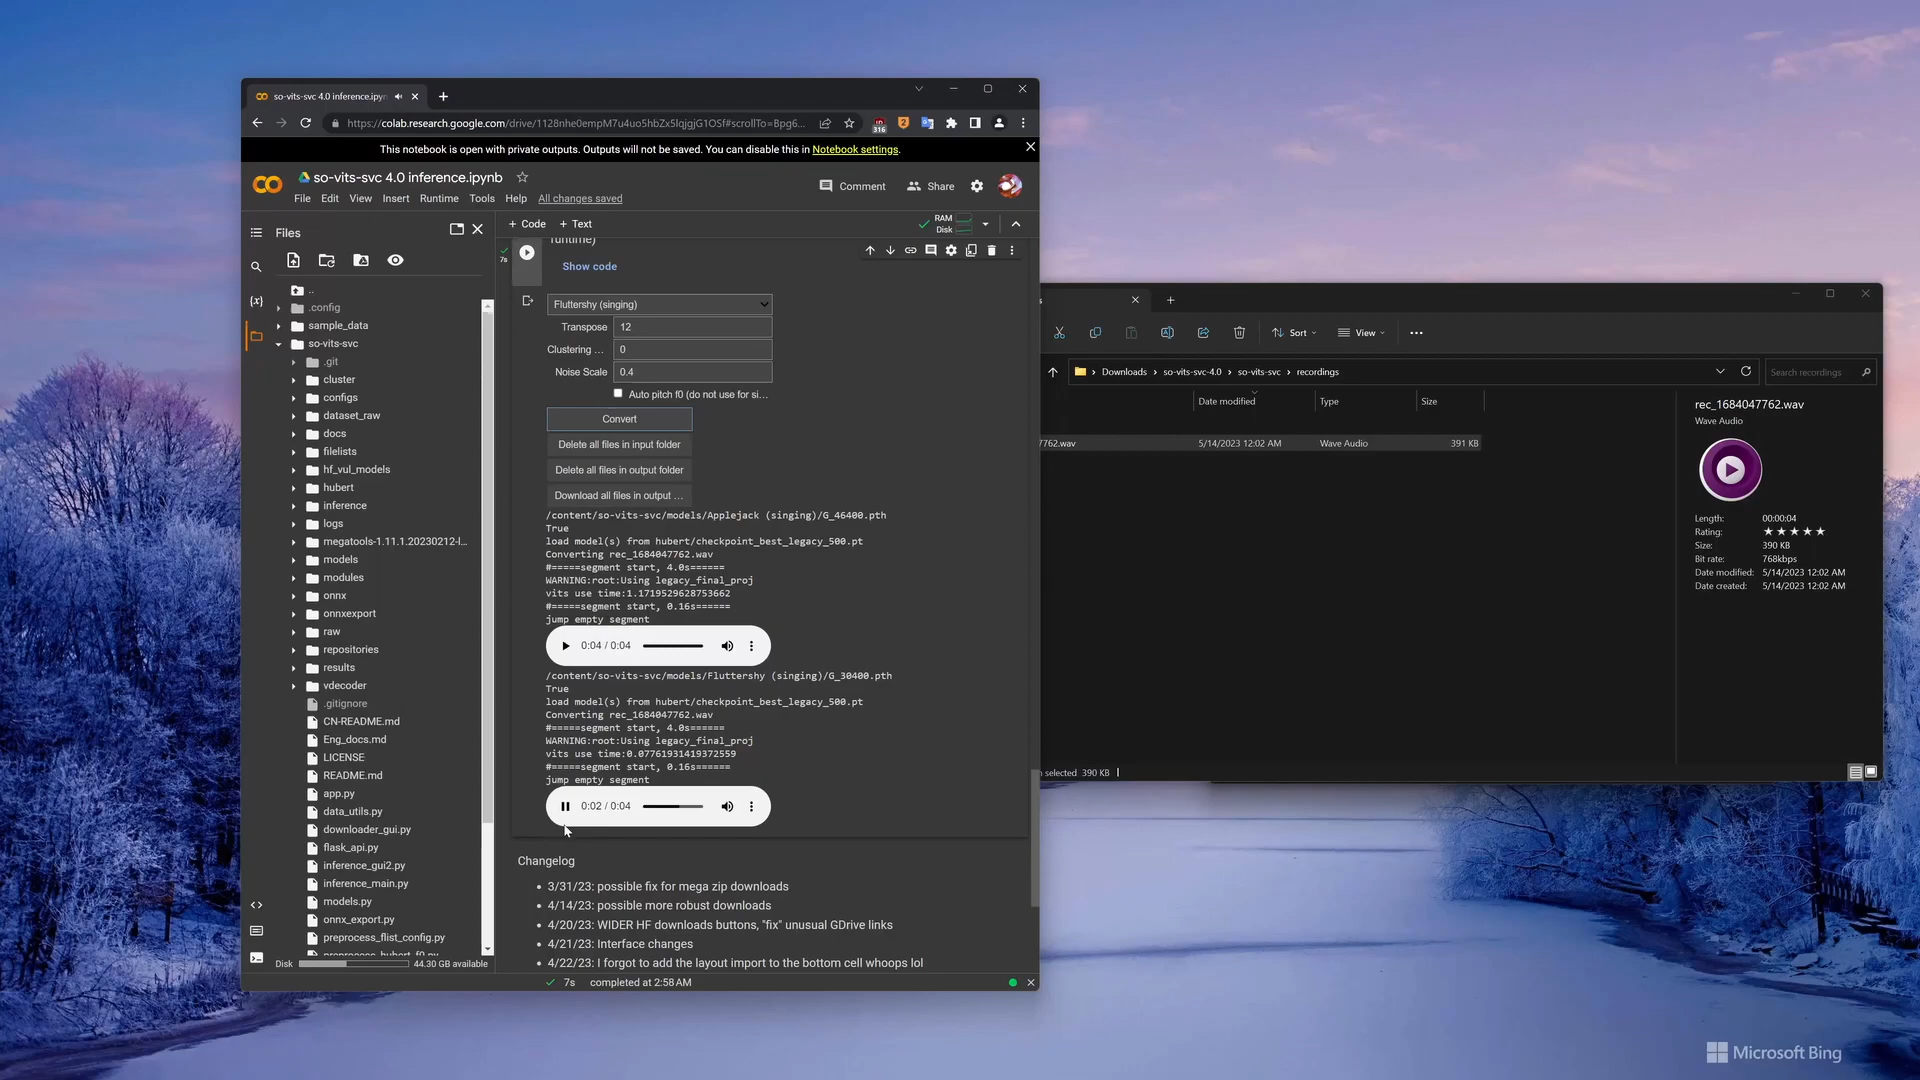 so-vits-svc 4.0 inference.ipyn
https://colab.research.google.com/drive/1128nhe0empM7u4uo5hbZx5lqjgjG1OSf#scrollTo=Bpg6...
316
2
This notebook is open with private outputs. Outputs will not be saved. You can disable this in Notebook settings.
so-vits-svc 4.0 inference.ipynb
Comment
Share
File Edit View Insert Runtime Tools Help All changes saved
Files
+ Code + Text
RAM
Disk
..
.config
sample_data
so-vits-svc
.git
cluster
configs
dataset_raw
docs
filelists
hf_vul_models
hubert
inference
logs
megatools-1.11.1.20230212-l...
models
modules
onnx
onnxexport
raw
repositories
results
vdecoder
.gitignore
CN-README.md
Eng_docs.md
LICENSE
README.md
app.py
data_utils.py
downloader_gui.py
flask_api.py
inference_gui2.py
inference_main.py
models.py
onnx_export.py
preprocess_flist_config.py
preprocess_hubert_f0.py
Disk 44.30 GB available
{x}
7s
runtime)
Show code
Fluttershy (singing)
Transpose 12
Clustering ... 0
Noise Scale 0.4
Auto pitch f0 (do not use for si...
Convert
Delete all files in input folder
Delete all files in output folder
Download all files in output ...
/content/so-vits-svc/models/Applejack (singing)/G_46400.pth
True
load model(s) from hubert/checkpoint_best_legacy_500.pt
Converting rec_1684047762.wav
#=====segment start, 4.0s======
WARNING:root:Using legacy_final_proj
vits use time:1.1719529628753662
#=====segment start, 0.16s======
jump empty segment
0:04 / 0:04
/content/so-vits-svc/models/Fluttershy (singing)/G_30400.pth
True
load model(s) from hubert/checkpoint_best_legacy_500.pt
Converting rec_1684047762.wav
#=====segment start, 4.0s======
WARNING:root:Using legacy_final_proj
vits use time:0.07761931419372559
#=====segment start, 0.16s======
jump empty segment
0:02 / 0:04
Changelog
• 3/31/23: possible fix for mega zip downloads
• 4/14/23: possible more robust downloads
• 4/20/23: WIDER HF downloads buttons, "fix" unusual GDrive links
• 4/21/23: Interface changes
• 4/22/23: I forgot to add the layout import to the bottom cell whoops lol
7s completed at 2:58 AM
s
Sort View
Downloads > so-vits-svc-4.0 > so-vits-svc > recordings
Search recordings
Date modified Type Size
7762.wav 5/14/2023 12:02 AM Wave Audio 391 KB
rec_1684047762.wav
Wave Audio
Length: 00:00:04
Rating: ★ ★ ★ ★ ★
Size: 390 KB
Bit rate: 768kbps
Date modified: 5/14/2023 12:02 AM
Date created: 5/14/2023 12:02 AM
selected 390 KB
Microsoft Bing